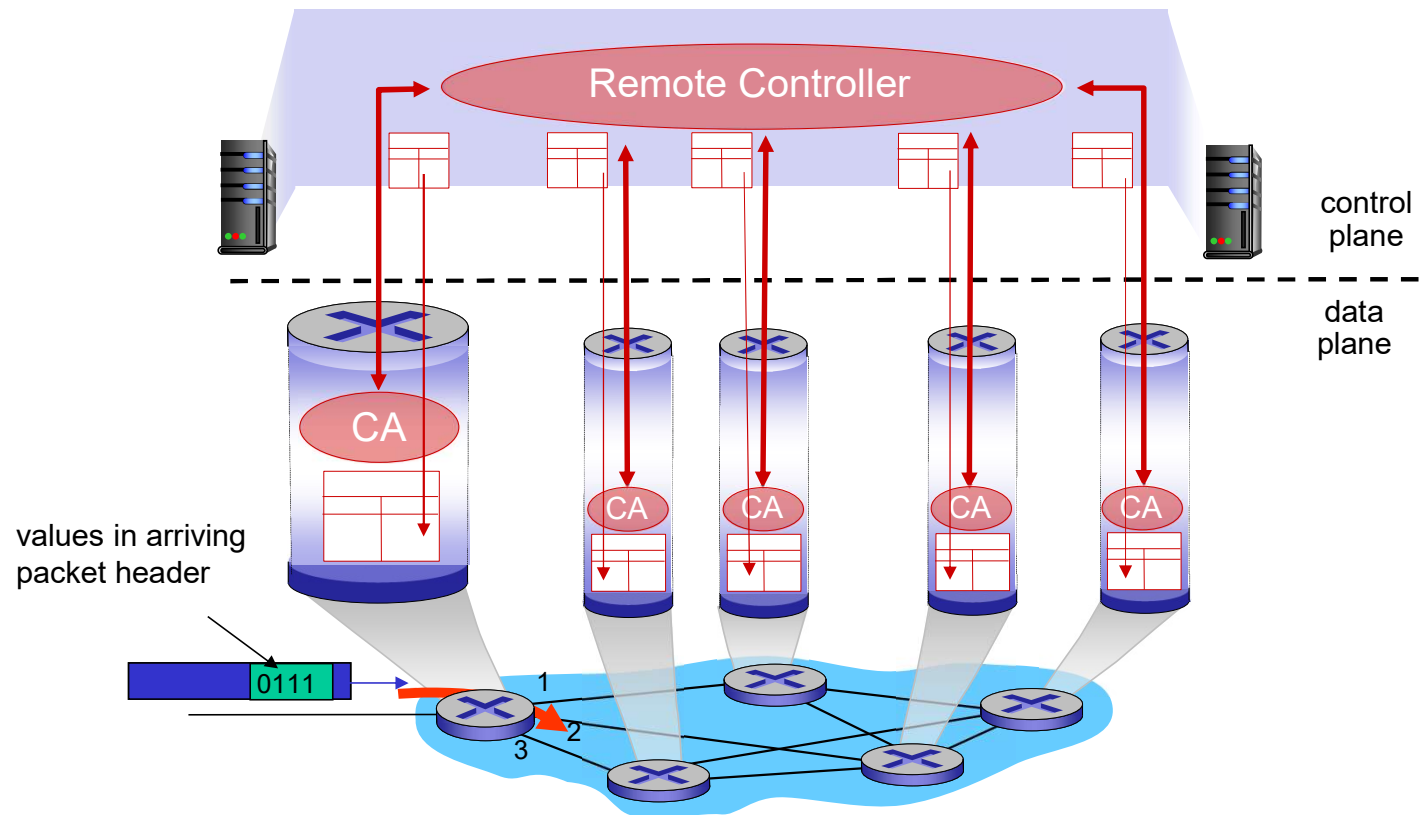 Remote Controller
control
plane
data
plane
CA
CA
CA
CA
CA
values in arriving
packet header
0111
1
2
3